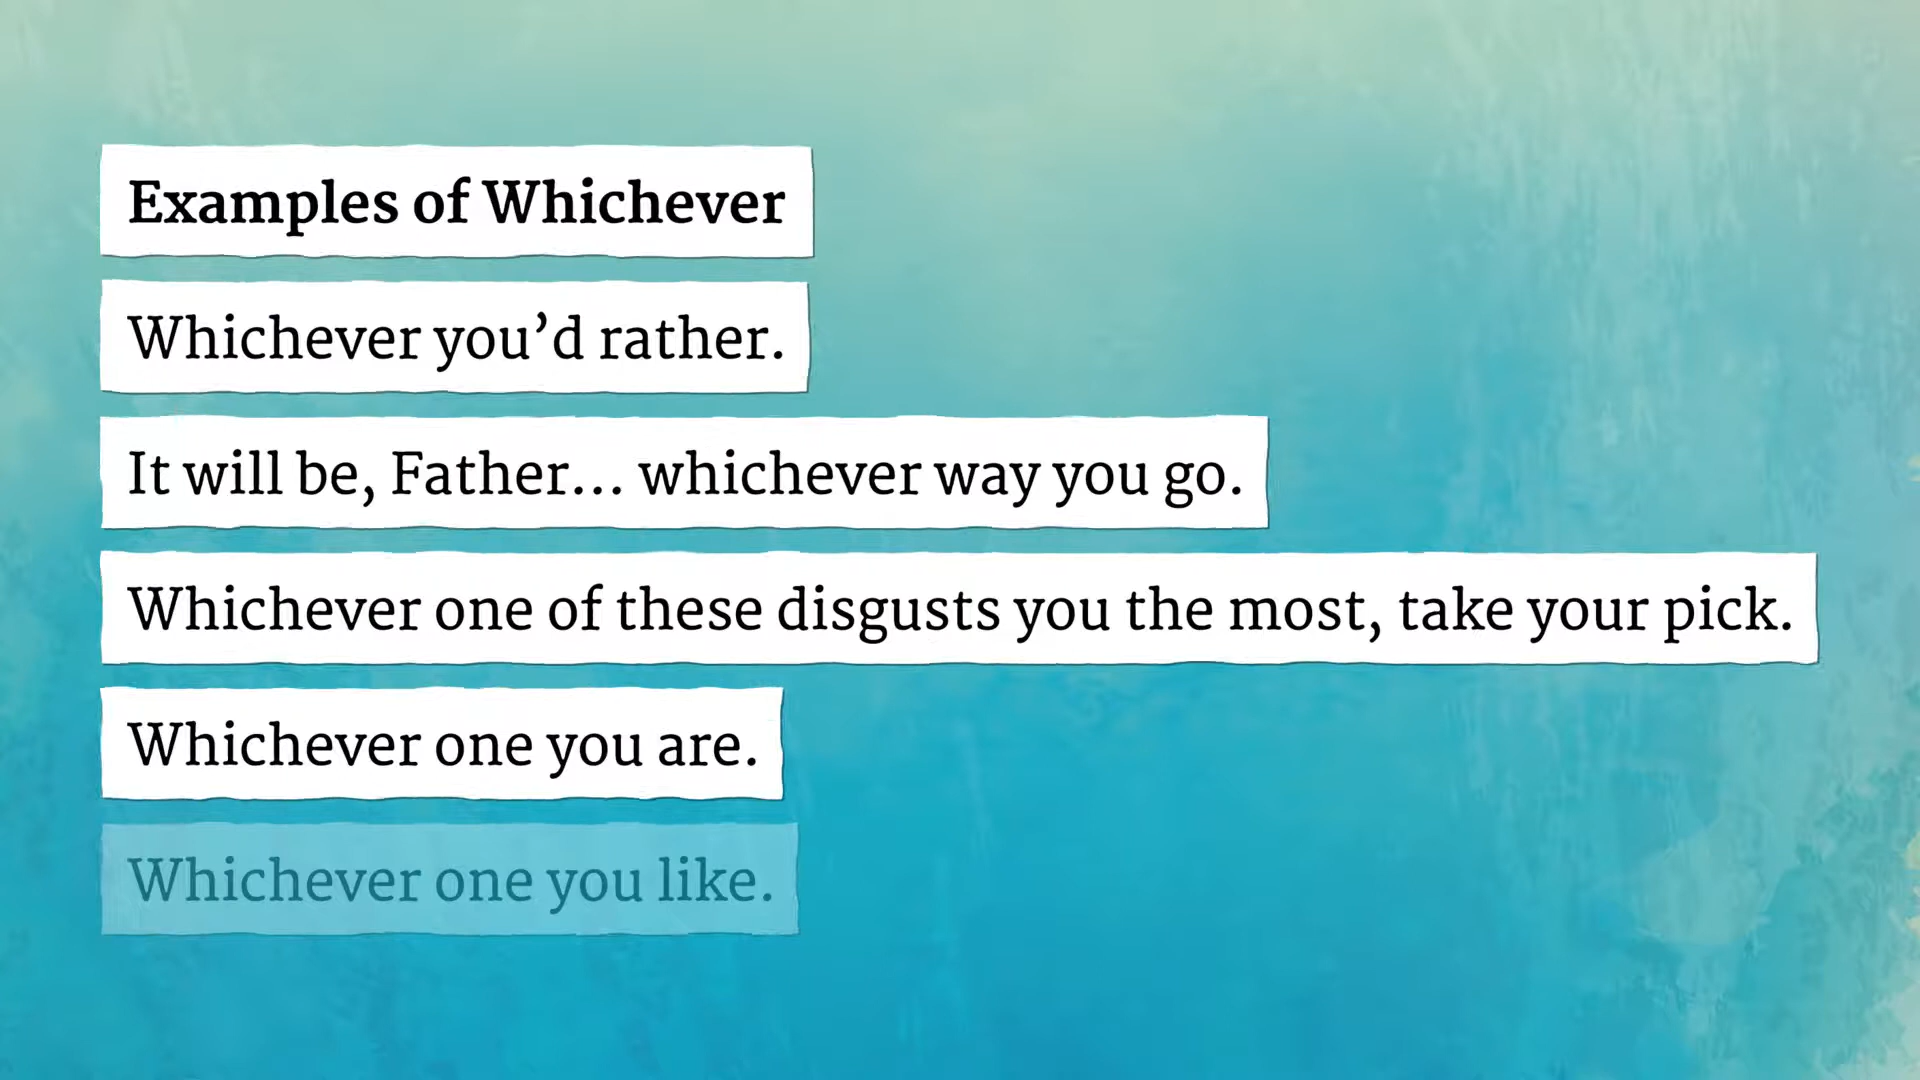 Examples of Whichever
Whichever you’d rather.
It will be, Father... whichever way you go.
Whichever one of these disgusts you the most, take your pick.
Whichever one you are.
Whichever one you like.